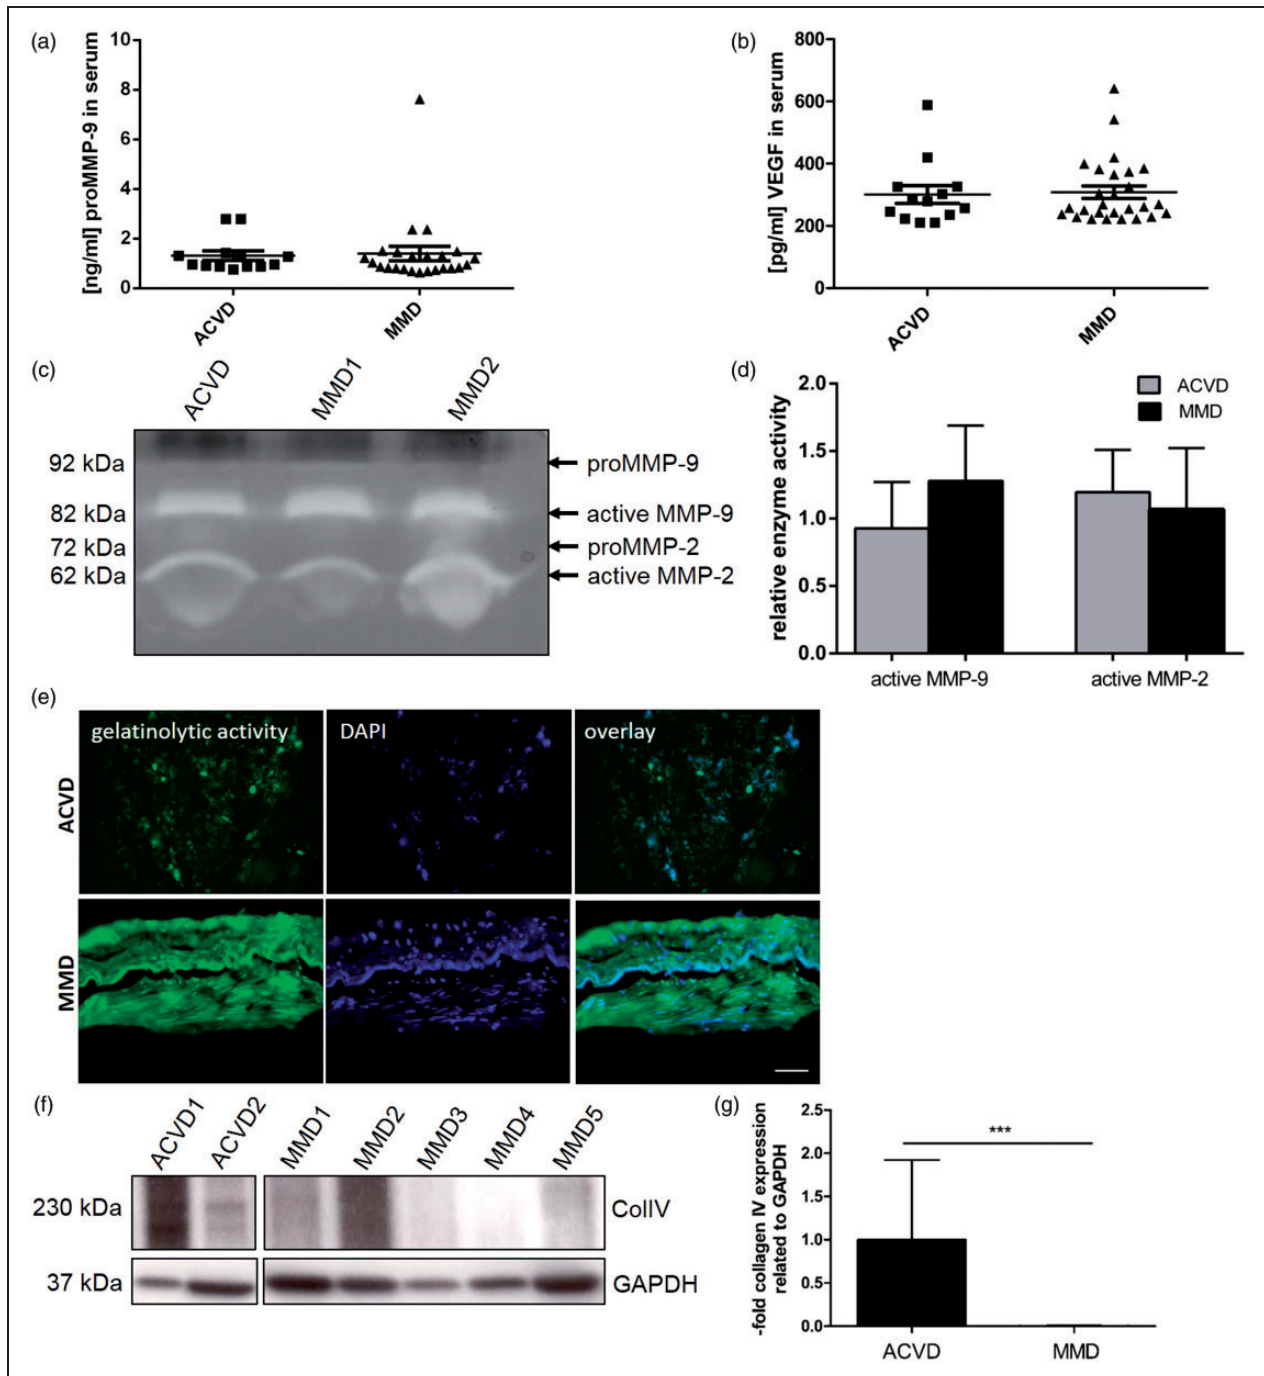 (a)
[ng/ml] proMMP-9 in serum
10
8
6
4
2
0
ACVD
MMD
(b)
[pg/ml] VEGF in serum
800
600
400
200
0
ACVD
MMD
(c)
ACVD
MMD1
MMD2
92 kDa
82 kDa
72 kDa
62 kDa
proMMP-9
active MMP-9
proMMP-2
active MMP-2
(d)
relative enzyme activity
2.0
1.5
1.0
0.5
0.0
ACVD
MMD
active MMP-9
active MMP-2
(e)
gelatinolytic activity
DAPI
overlay
ACVD
MMD
(f)
ACVD1
ACVD2
MMD1
MMD2
MMD3
MMD4
MMD5
230 kDa
ColIV
37 kDa
GAPDH
(g)
-fold collagen IV expression
related to GAPDH
2.5
2.0
1.5
1.0
0.5
0.0
***
ACVD
MMD